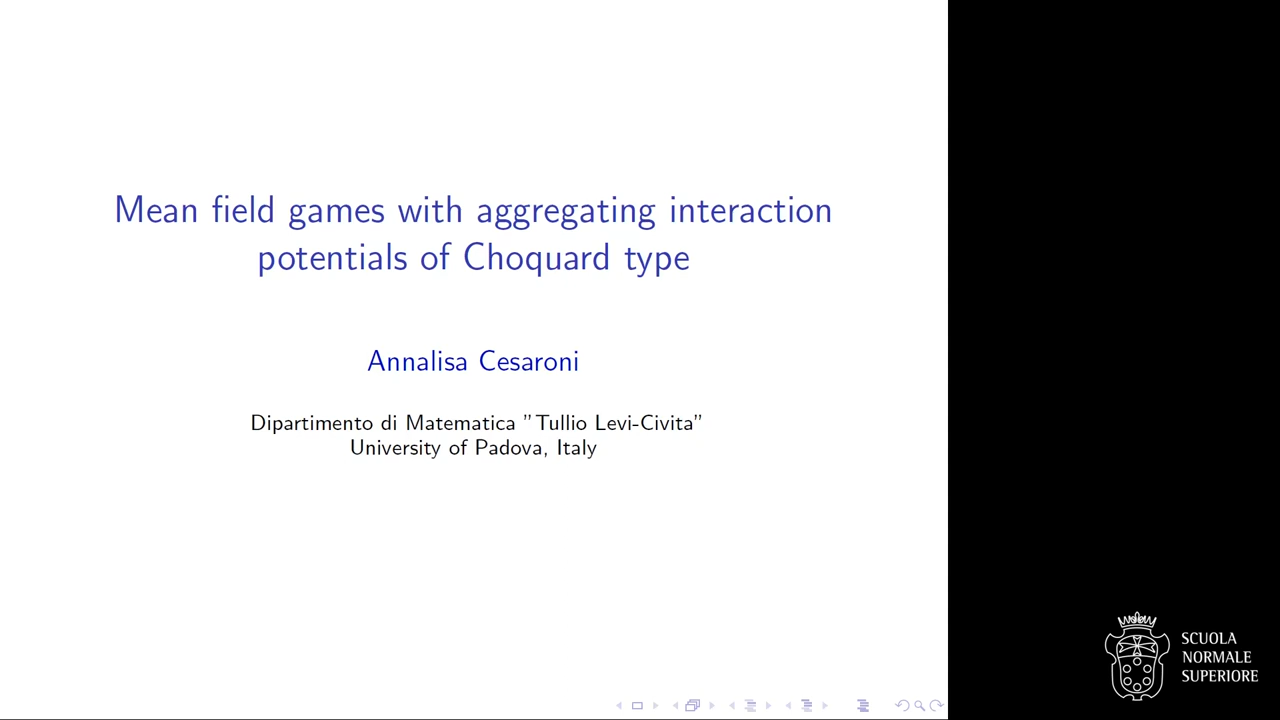 Mean field games with aggregating interaction
potentials of Choquard type
Annalisa Cesaroni
Dipartimento di Matematica ”Tullio Levi-Civita”
University of Padova, Italy
SCUOLA
NORMALE
SUPERIORE